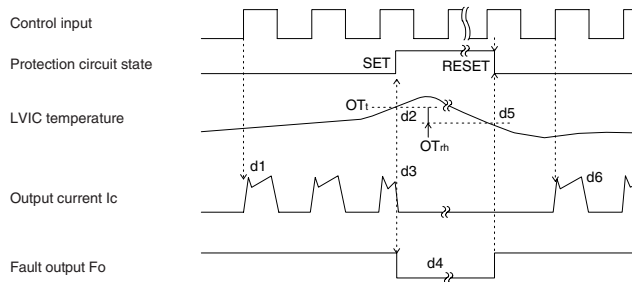 Control input
Protection circuit state
SET
RESET
OTt
d2
d5
LVIC temperature
OTrh
d1
d3
d6
Output current Ic
d4
Fault output Fo